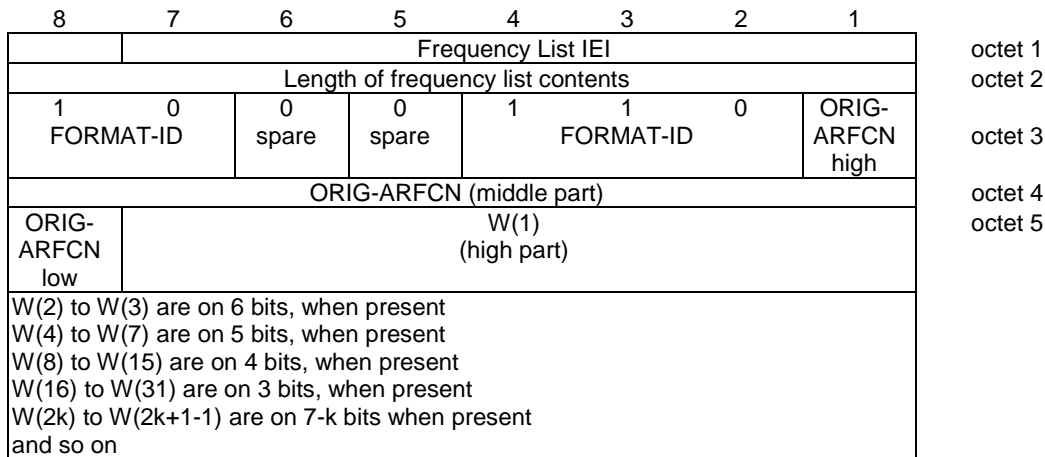 8 7 6 5 4 3 2 1
Frequency List IEI octet 1
Length of frequency list contents octet 2
1 0 0 0 1 1 0 ORIG-
FORMAT-ID spare spare FORMAT-ID ARFCN octet 3
high
ORIG-ARFCN (middle part) octet 4
ORIG- W(1) octet 5
ARFCN (high part)
low
W(2) to W(3) are on 6 bits, when present
W(4) to W(7) are on 5 bits, when present
W(8) to W(15) are on 4 bits, when present
W(16) to W(31) are on 3 bits, when present
W(2k) to W(2k+1-1) are on 7-k bits when present
and so on